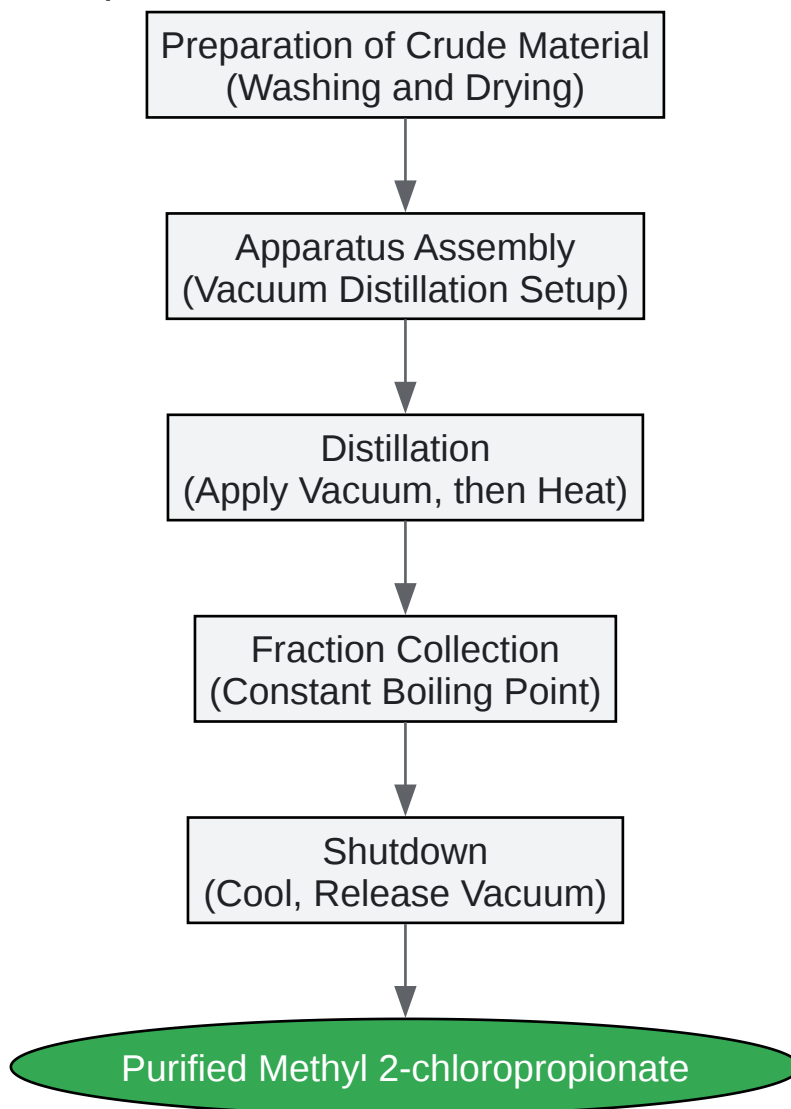 Preparation of Crude Material
(Washing and Drying)
Apparatus Assembly
(Vacuum Distillation Setup)
Distillation
(Apply Vacuum, then Heat)
Fraction Collection
(Constant Boiling Point)
Shutdown
(Cool, Release Vacuum)
Purified Methyl 2-chloropropionate